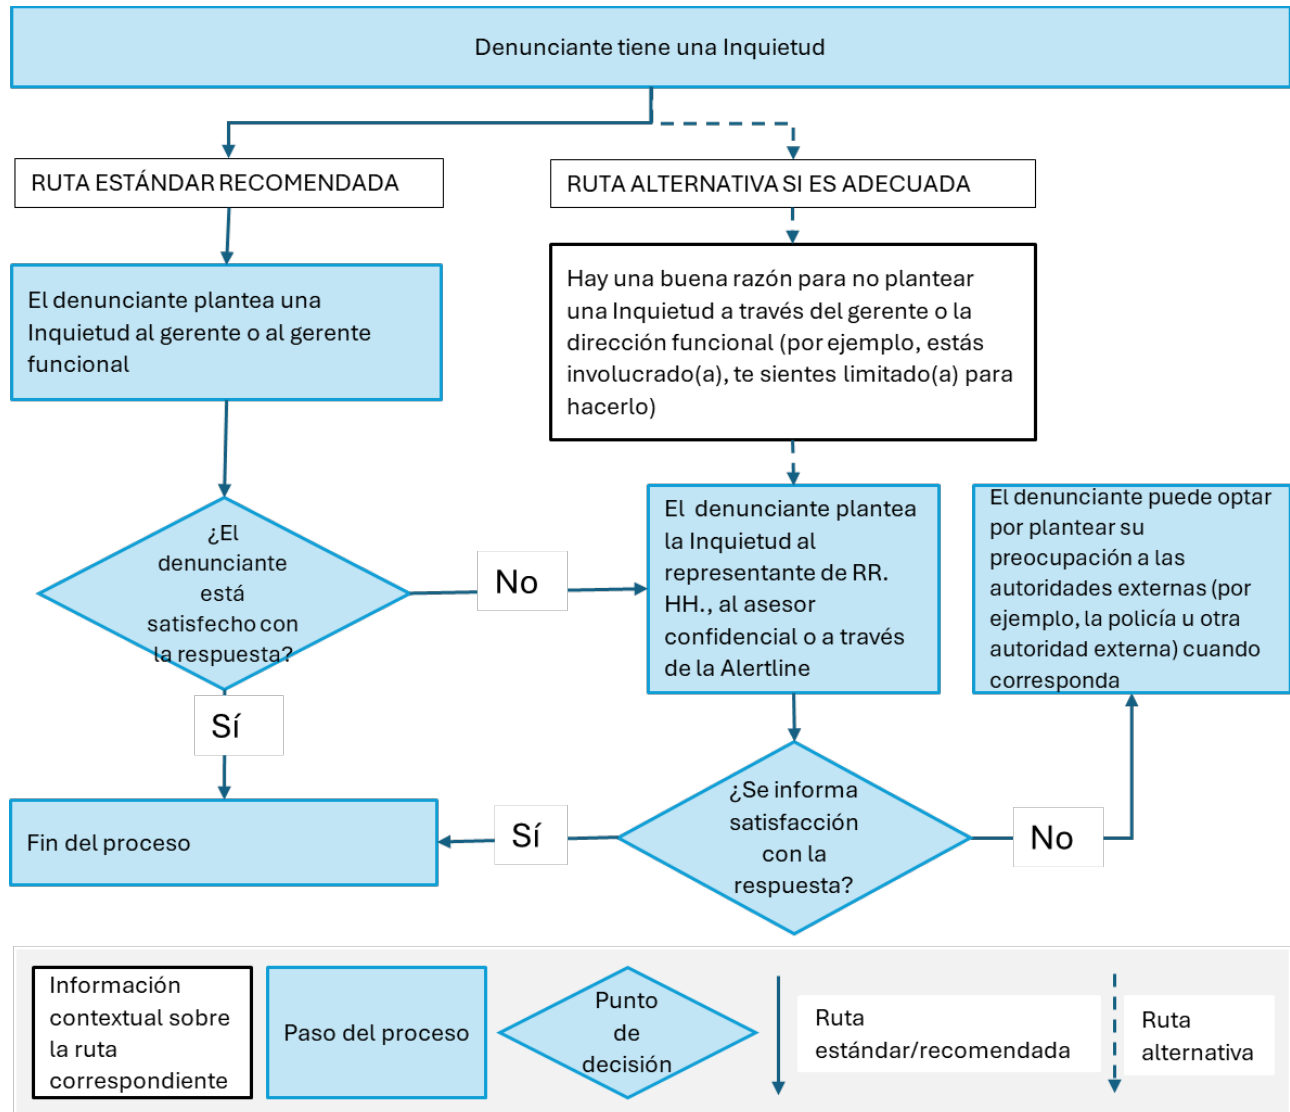 Denunciante tiene una Inquietud
RUTA ESTÁNDAR RECOMENDADA
RUTA ALTERNATIVA SI ES ADECUADA
El denunciante plantea una
Inquietud al gerente o al gerente
funcional
Hay una buena razón para no plantear
una Inquietud a través del gerente o la
dirección funcional (por ejemplo, estás
involucrado(a), te sientes limitado(a) para
hacerlo)
¿El
denunciante
está
satisfecho con
la respuesta?
No
El denunciante plantea
la Inquietud al
representante de RR.
HH., al asesor
confidencial o a través
de la Alertline
El denunciante puede optar
por plantear su
preocupación a las
autoridades externas (por
ejemplo, la policía u otra
autoridad externa) cuando
corresponda
Sí
Fin del proceso
Sí
¿Se informa
satisfacción
con la
respuesta?
No
Información
contextual sobre
la ruta
correspondiente
Paso del proceso
Punto
de
decisión
Ruta
estándar/recomendada
Ruta
alternativa